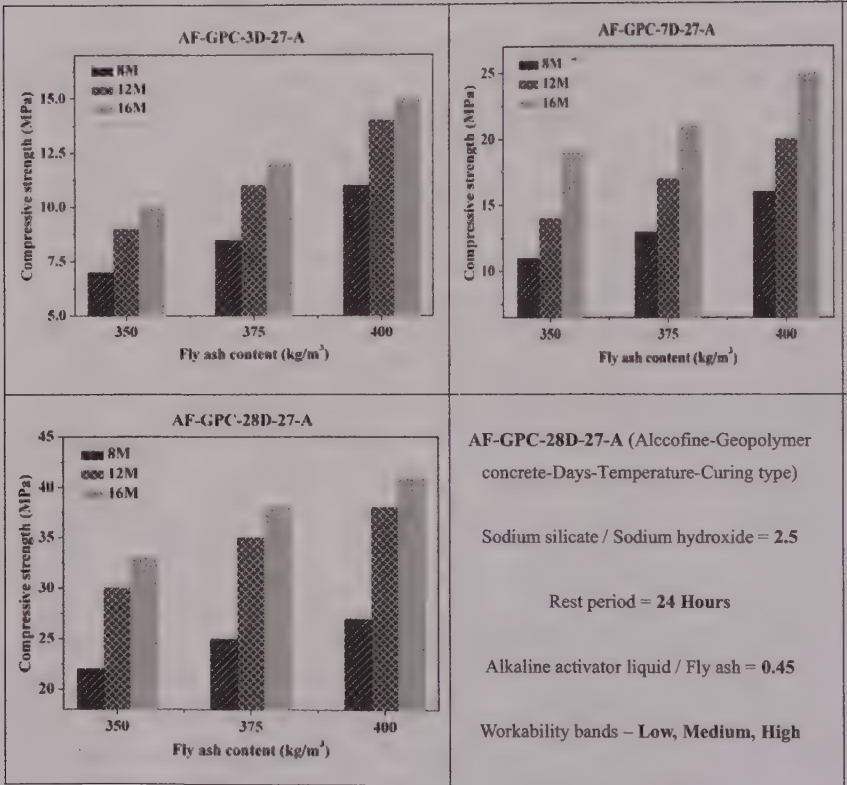 AF-GPC-3D-27-A
8M
12M
16M
Compressive strength (MPa)
15.0
12.5
10.0
7.5
5.0
350 375 400
Fly ash content (kg/m³)
AF-GPC-7D-27-A
8M
12M
16M
Compressive strength (MPa)
25
20
15
10
350 375 400
Fly ash content (kg/m³)
AF-GPC-28D-27-A
8M
12M
16M
Compressive strength (MPa)
45
40
35
30
25
20
350 375 400
Fly ash content (kg/m³)
AF-GPC-28D-27-A (Alccofine-Geopolymer
concrete-Days-Temperature-Curing type)
Sodium silicate / Sodium hydroxide = 2.5
Rest period = 24 Hours
Alkaline activator liquid / Fly ash = 0.45
Workability bands – Low, Medium, High